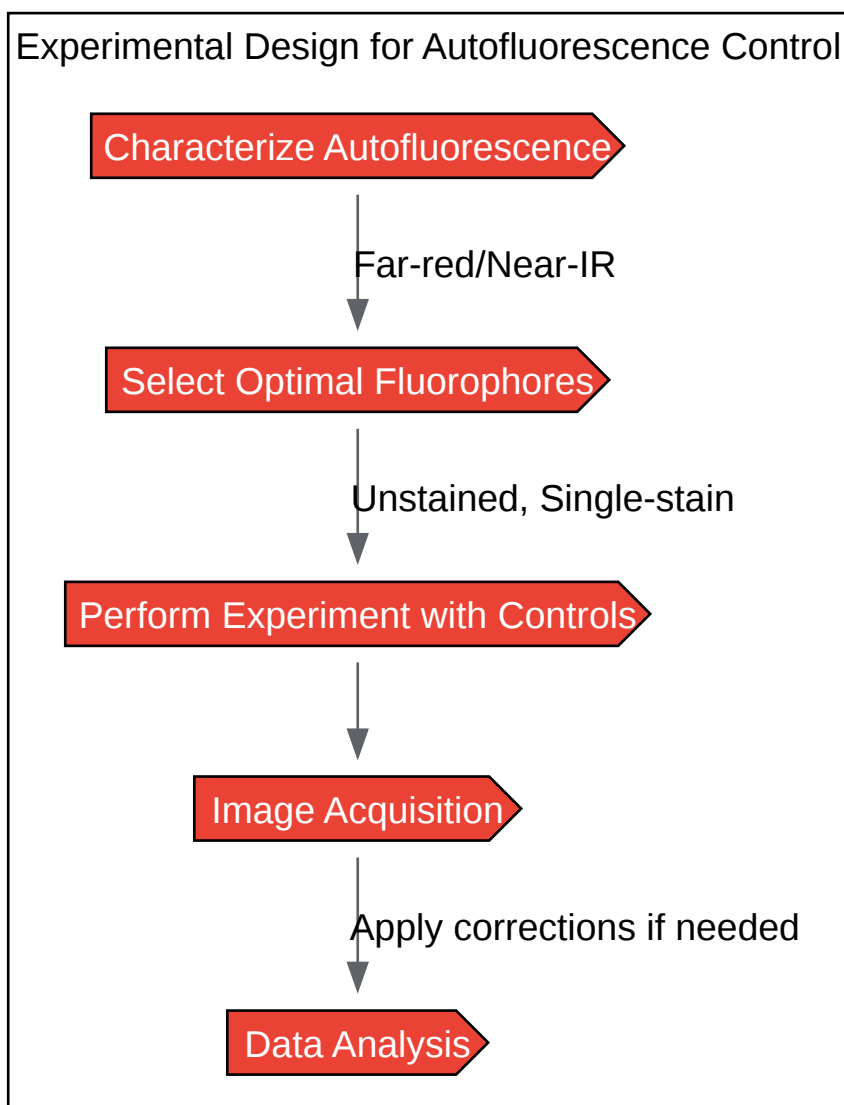 Experimental Design for Autofluorescence Control
Characterize Autofluorescence
Far-red/Near-IR
Select Optimal Fluorophores
Unstained, Single-stain
Perform Experiment with Controls
Image Acquisition
Apply corrections if needed
Data Analysis